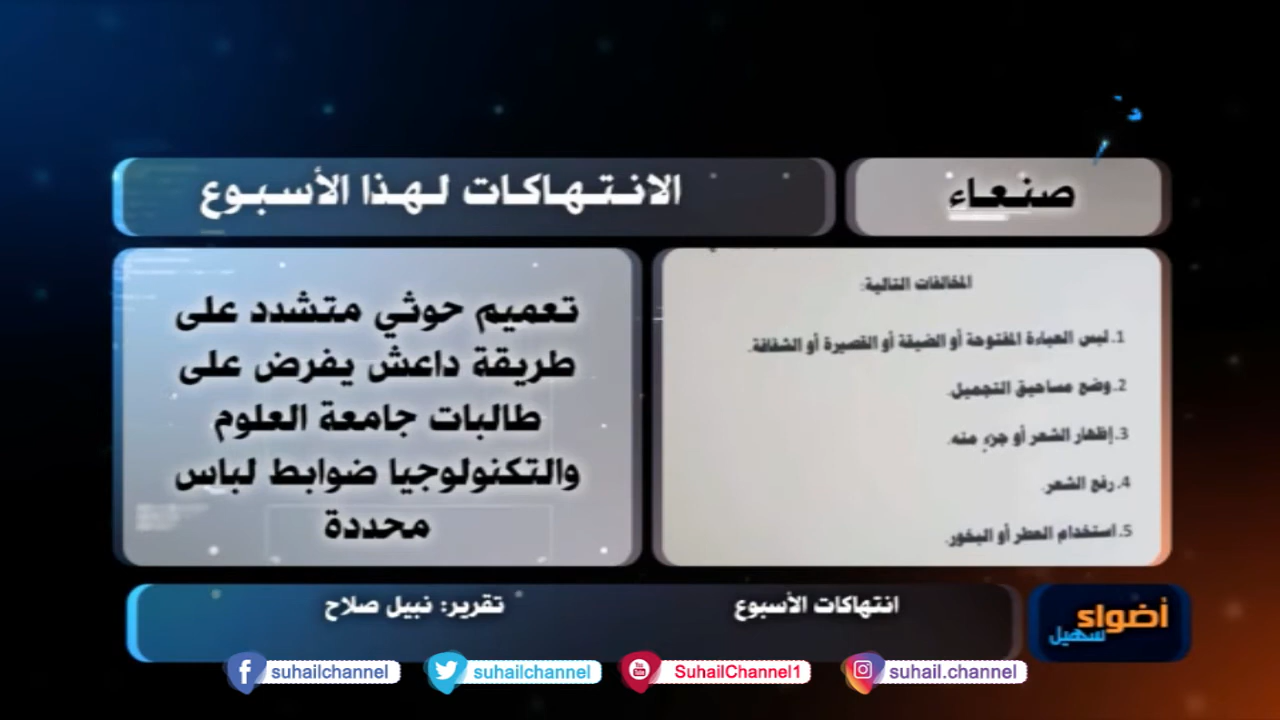 صنعاء
الانتهاكات لهذا الأسبوع
المخالفات التالية:
1. لبس العباءة المفتوحة أو الضيقة أو القصيرة أو الشفافة.
2. وضع مساحيق التجميل.
3. إظهار الشعر أو جزء منه.
4. رفع الشعر.
5. استخدام العطر أو البخور.
تعميم حوثي متشدد على
طريقة داعش يفرض على
طالبات جامعة العلوم
والتكنولوجيا ضوابط لباس
محددة
أضواء
سهيل
انتهاكات الأسبوع
تقرير: نبيل صلاح
suhailchannel
suhailchannel
SuhailChannel1
suhail.channel